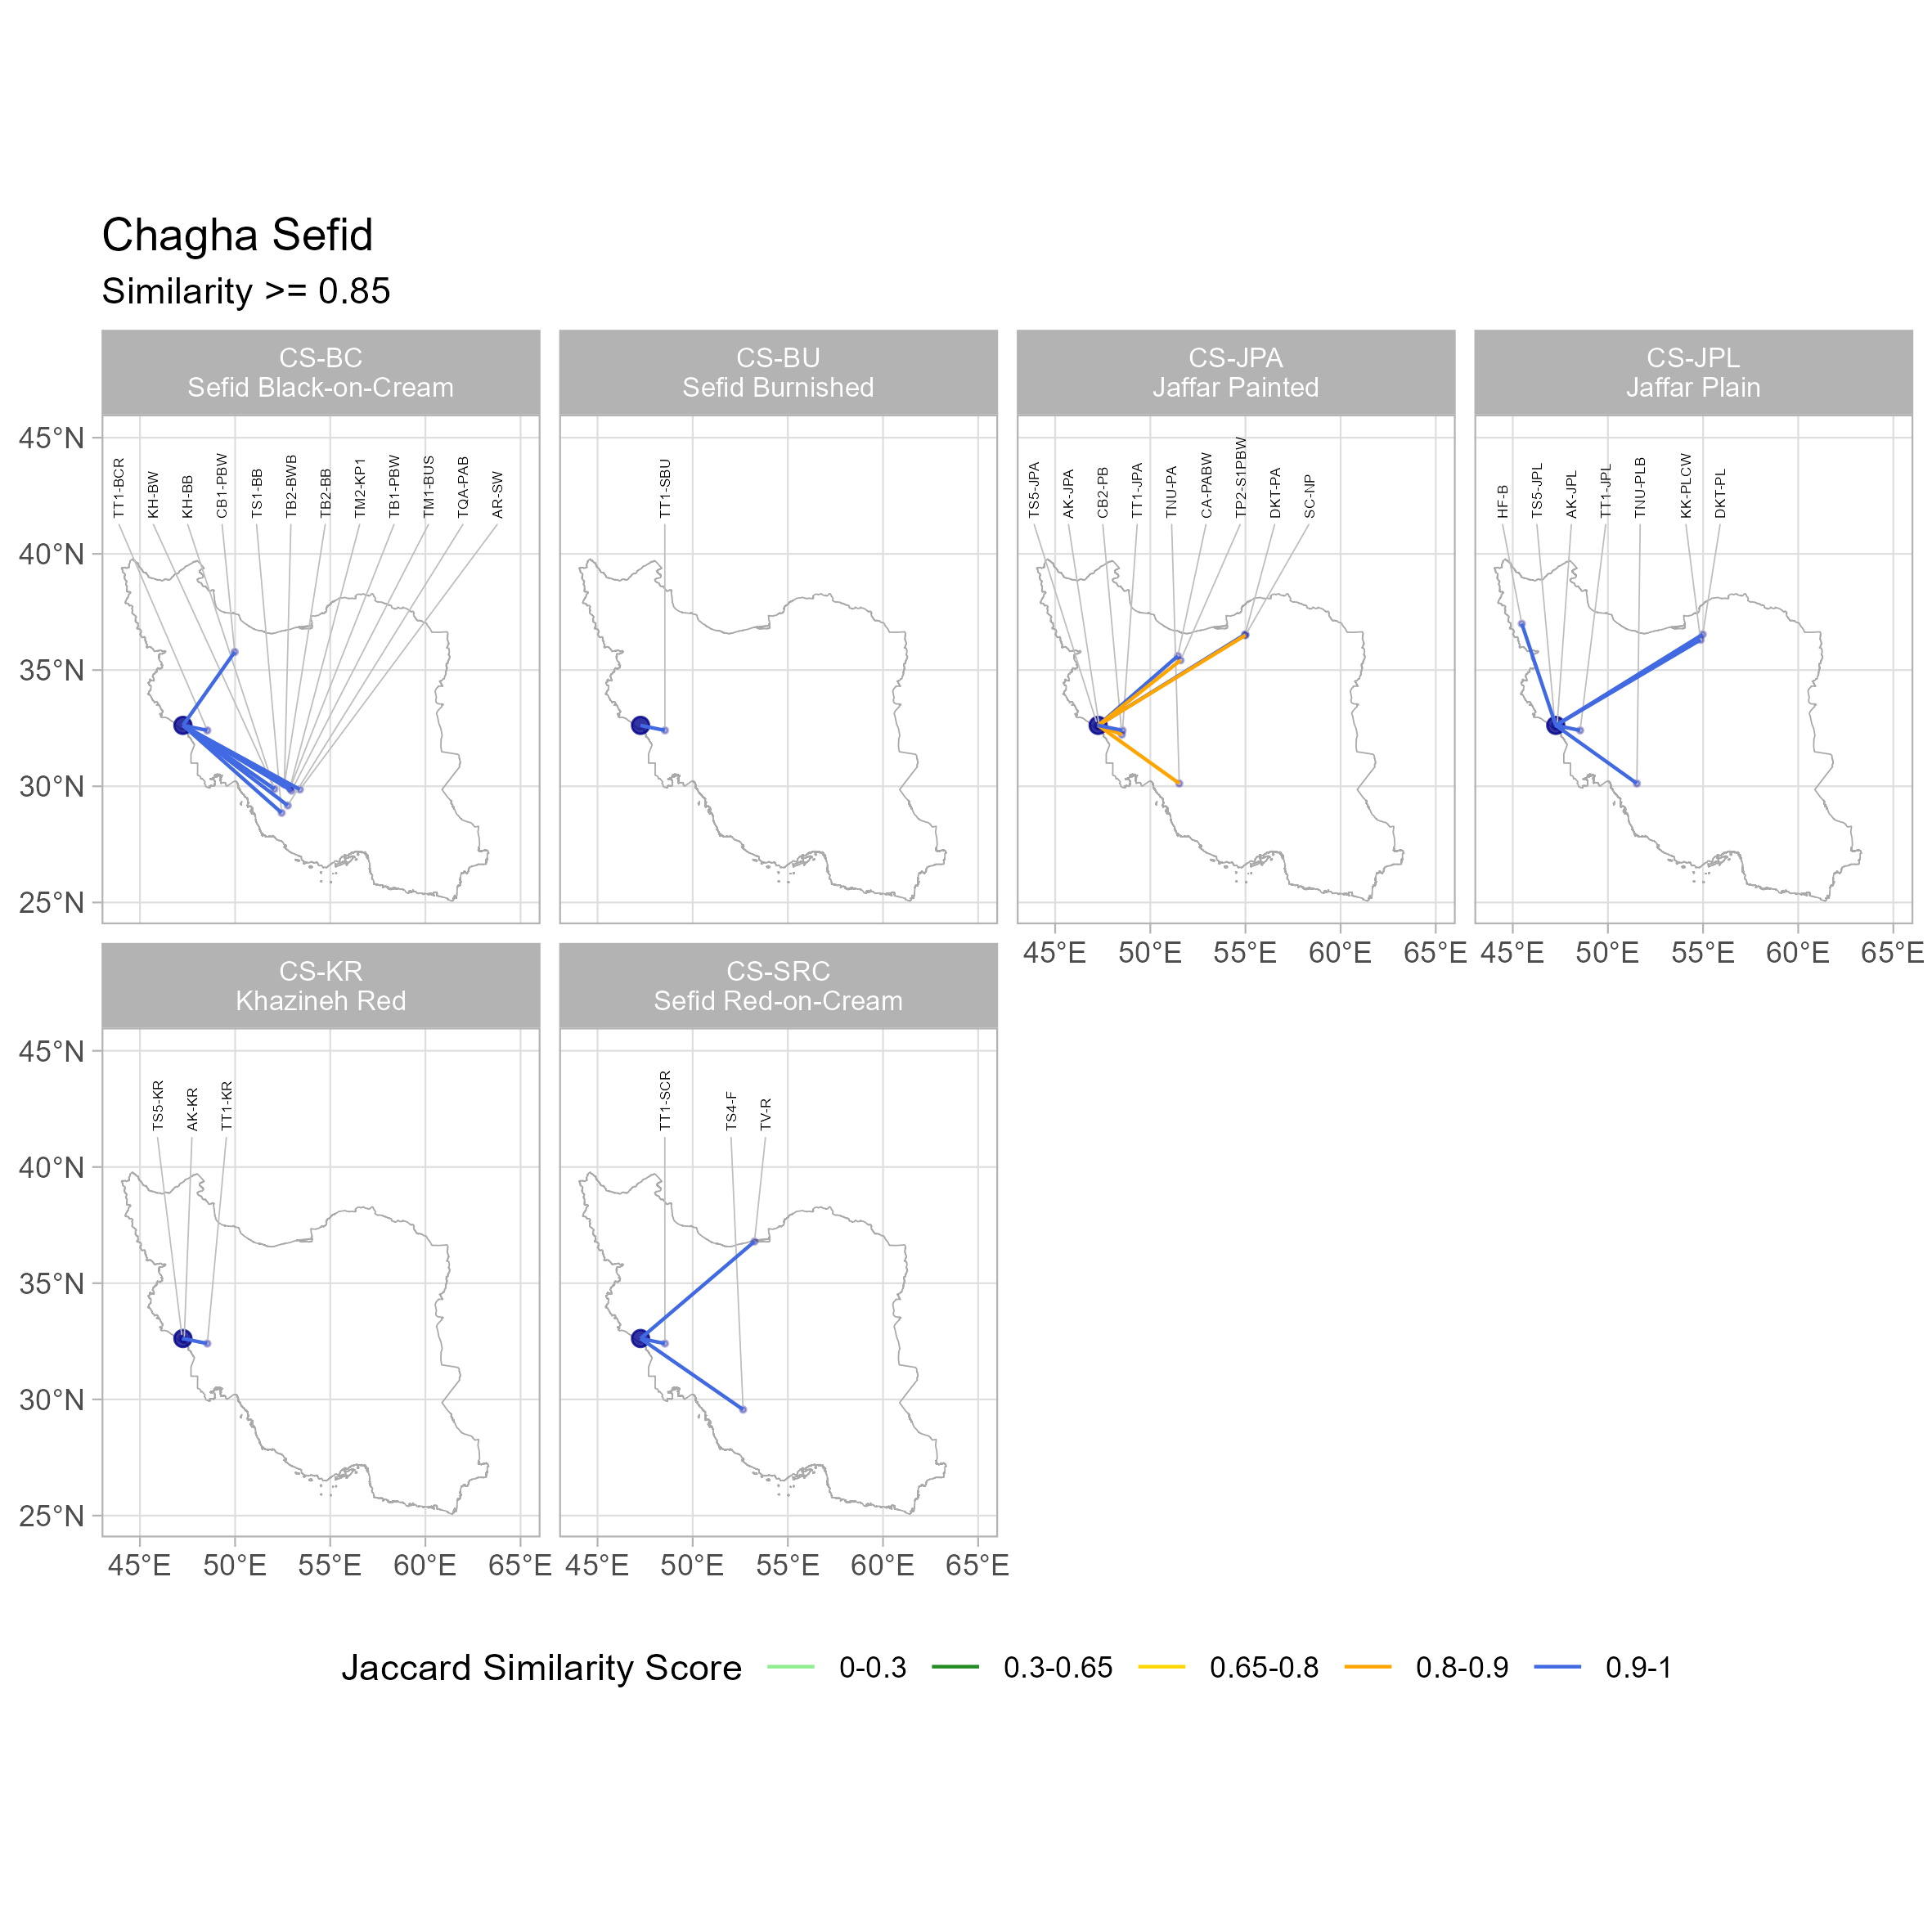 Chagha Sefid
Similarity >= 0.85
CS-BC
Sefid Black-on-Cream
CS-BU
Sefid Burnished
CS-JPA
Jaffar Painted
CS-JPL
Jaffar Plain
45°N
40°N
35°N
30°N
25°N
TT1-BCR
KH-BW
KH-BB
CB1-PBW
TS1-BB
TB2-BWB
TB2-BB
TM2-KP1
TB1-PBW
TM1-BUS
TQA-PAB
AR-SW
TT1-SBU
TS5-JPA
AK-JPA
CB2-PB
TT1-JPA
TNU-PA
CA-PABW
TP2-S1PBW
DKT-PA
SC-NP
HF-B
TS5-JPL
AK-JPL
TT1-JPL
TNU-PLB
KK-PLCW
DKT-PL
45°E 50°E 55°E 60°E 65°E
45°E 50°E 55°E 60°E 65°E
CS-KR
Khazineh Red
CS-SRC
Sefid Red-on-Cream
45°N
40°N
35°N
30°N
25°N
TS5-KR
AK-KR
TT1-KR
TT1-SCR
TS4-F
TV-R
45°E 50°E 55°E 60°E 65°E
45°E 50°E 55°E 60°E 65°E
Jaccard Similarity Score 0-0.3 0.3-0.65 0.65-0.8 0.8-0.9 0.9-1